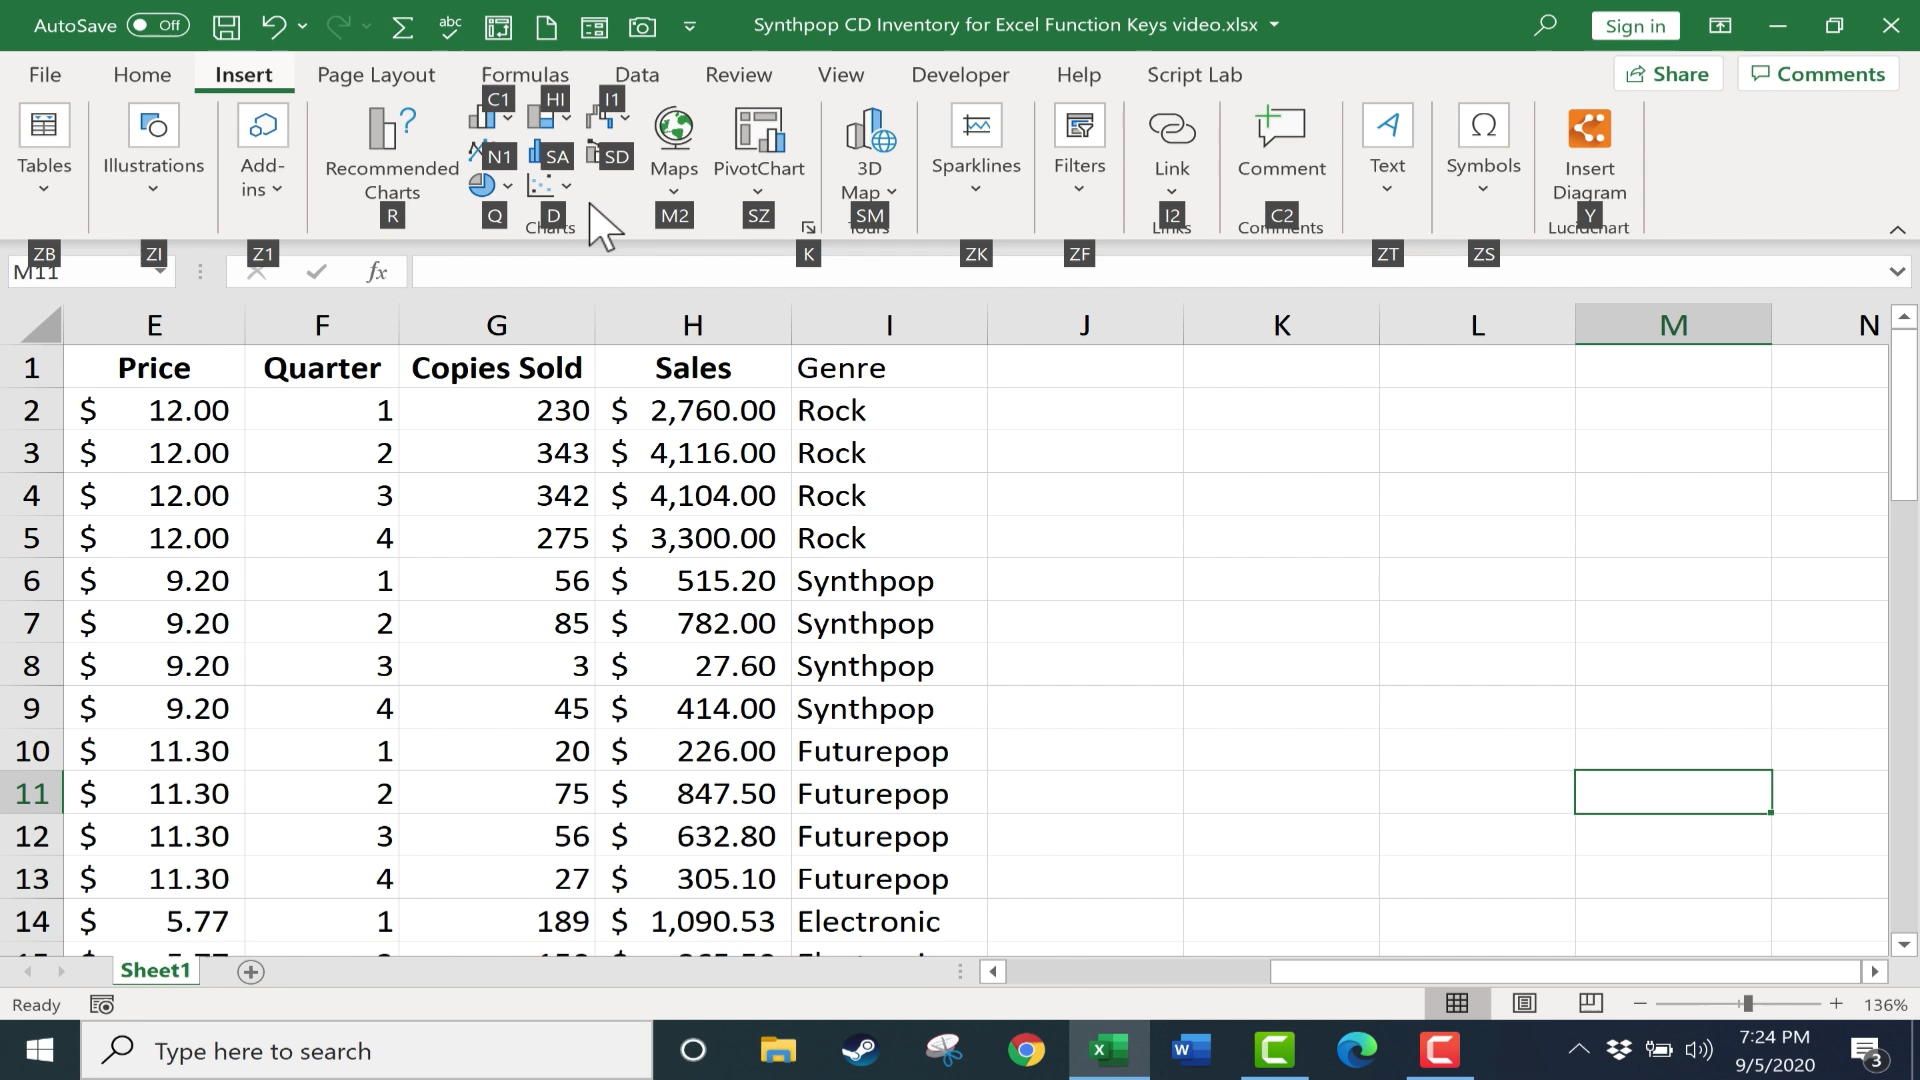 AutoSave Off abc Synthpop CD Inventory for Excel Function Keys video.xlsx Sign in
File Home Insert Page Layout Formulas Data Review View Developer Help Script Lab Share Comments
C1 HI I1
N1 SA SD
Tables Illustrations Add-ins Recommended Charts Maps PivotChart 3D Map Sparklines Filters Link Comment Text Symbols Insert Diagram
R Q D M2 SZ SM I2 C2 Y
Charts Tours Links Comments Lucidchart
ZB ZI Z1 K ZK ZF ZT ZS
M11 fx
E F G H I J K L M N
1 Price Quarter Copies Sold Sales Genre
2 $ 12.00 1 230 $ 2,760.00 Rock
3 $ 12.00 2 343 $ 4,116.00 Rock
4 $ 12.00 3 342 $ 4,104.00 Rock
5 $ 12.00 4 275 $ 3,300.00 Rock
6 $ 9.20 1 56 $ 515.20 Synthpop
7 $ 9.20 2 85 $ 782.00 Synthpop
8 $ 9.20 3 3 $ 27.60 Synthpop
9 $ 9.20 4 45 $ 414.00 Synthpop
10 $ 11.30 1 20 $ 226.00 Futurepop
11 $ 11.30 2 75 $ 847.50 Futurepop
12 $ 11.30 3 56 $ 632.80 Futurepop
13 $ 11.30 4 27 $ 305.10 Futurepop
14 $ 5.77 1 189 $ 1,090.53 Electronic
Sheet1
Ready 136%
Type here to search 7:24 PM
9/5/2020 3